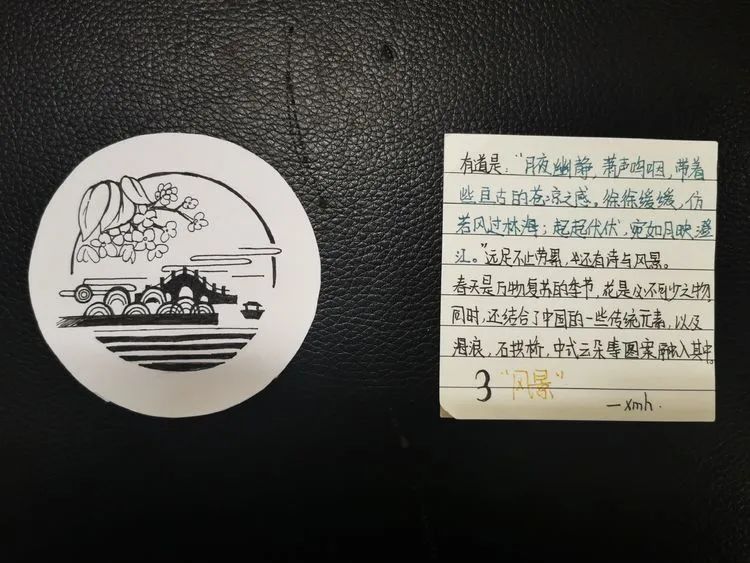 有道是："月夜幽静，箫声呜咽，带着
些亘古的苍凉之感。徐徐缓缓，仿
若风过林海；起起伏伏，宛如月映澄
江。"远足不止劳累，还有诗与风景。
春天是万物复苏的季节，花是必不可少之物
同时，还结合了中国的一些传统元素，以及
海浪，石拱桥，中式云朵等图案融入其中。
3 "风景"
—xmh.